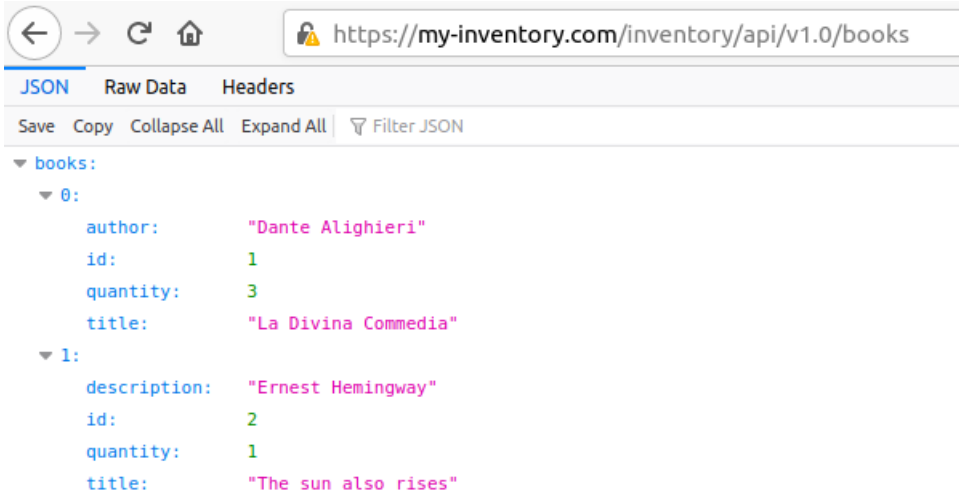 https://my-inventory.com/inventory/api/v1.0/books
JSON Raw Data Headers
Save Copy Collapse All Expand All Filter JSON
books:
0:
author: "Dante Alighieri"
id: 1
quantity: 3
title: "La Divina Commedia"
1:
description: "Ernest Hemingway"
id: 2
quantity: 1
title: "The sun also rises"